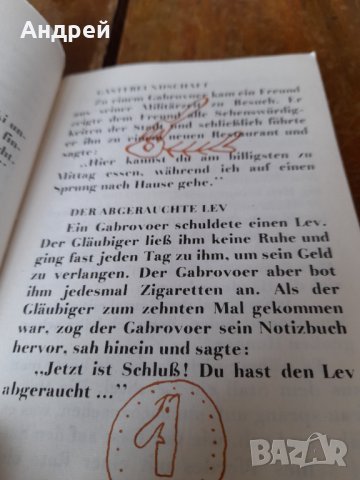 Андрей
GASTFREUNDSCHAFT
Zu einem Gabrovoer kam ein Freund
aus seiner Militärzeit zu Besuch. Er
zeigte dem Freund alle Sehenswürdig-
keiten der Stadt und schließlich führte
er ihn zu einem neuen Restaurant und
sagte:
„Hier kannst du am billigsten zu
Mittag essen, während ich auf einen
Sprung nach Hause gehe."
DER ABGERAUCHTE LEV
Ein Gabrovoer schuldete einen Lev.
Der Gläubiger ließ ihm keine Ruhe und
ging fast jeden Tag zu ihm, um sein Geld
zu verlangen. Der Gabrovoer aber bot
ihm jedesmal Zigaretten an. Als der
Gläubiger zum zehnten Mal gekommen
war, zog der Gabrovoer sein Notizbuch
hervor, sah hinein und sagte:
„Jetzt ist Schluß! Du hast den Lev
abgeraucht ..."
1
BAZAR